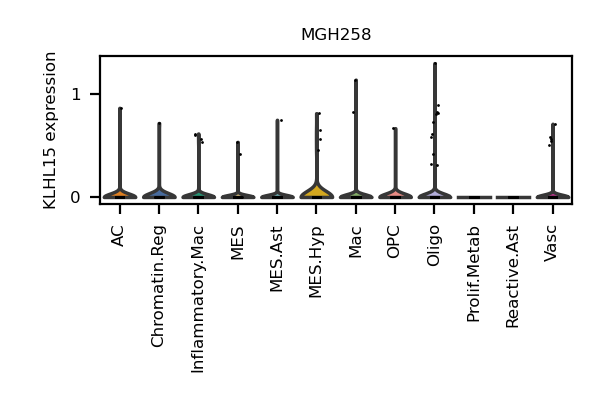 MGH258
KLHL15 expression
1
0
AC
Chromatin.Reg
Inflammatory.Mac
MES
MES.Ast
MES.Hyp
Mac
OPC
Oligo
Prolif.Metab
Reactive.Ast
Vasc